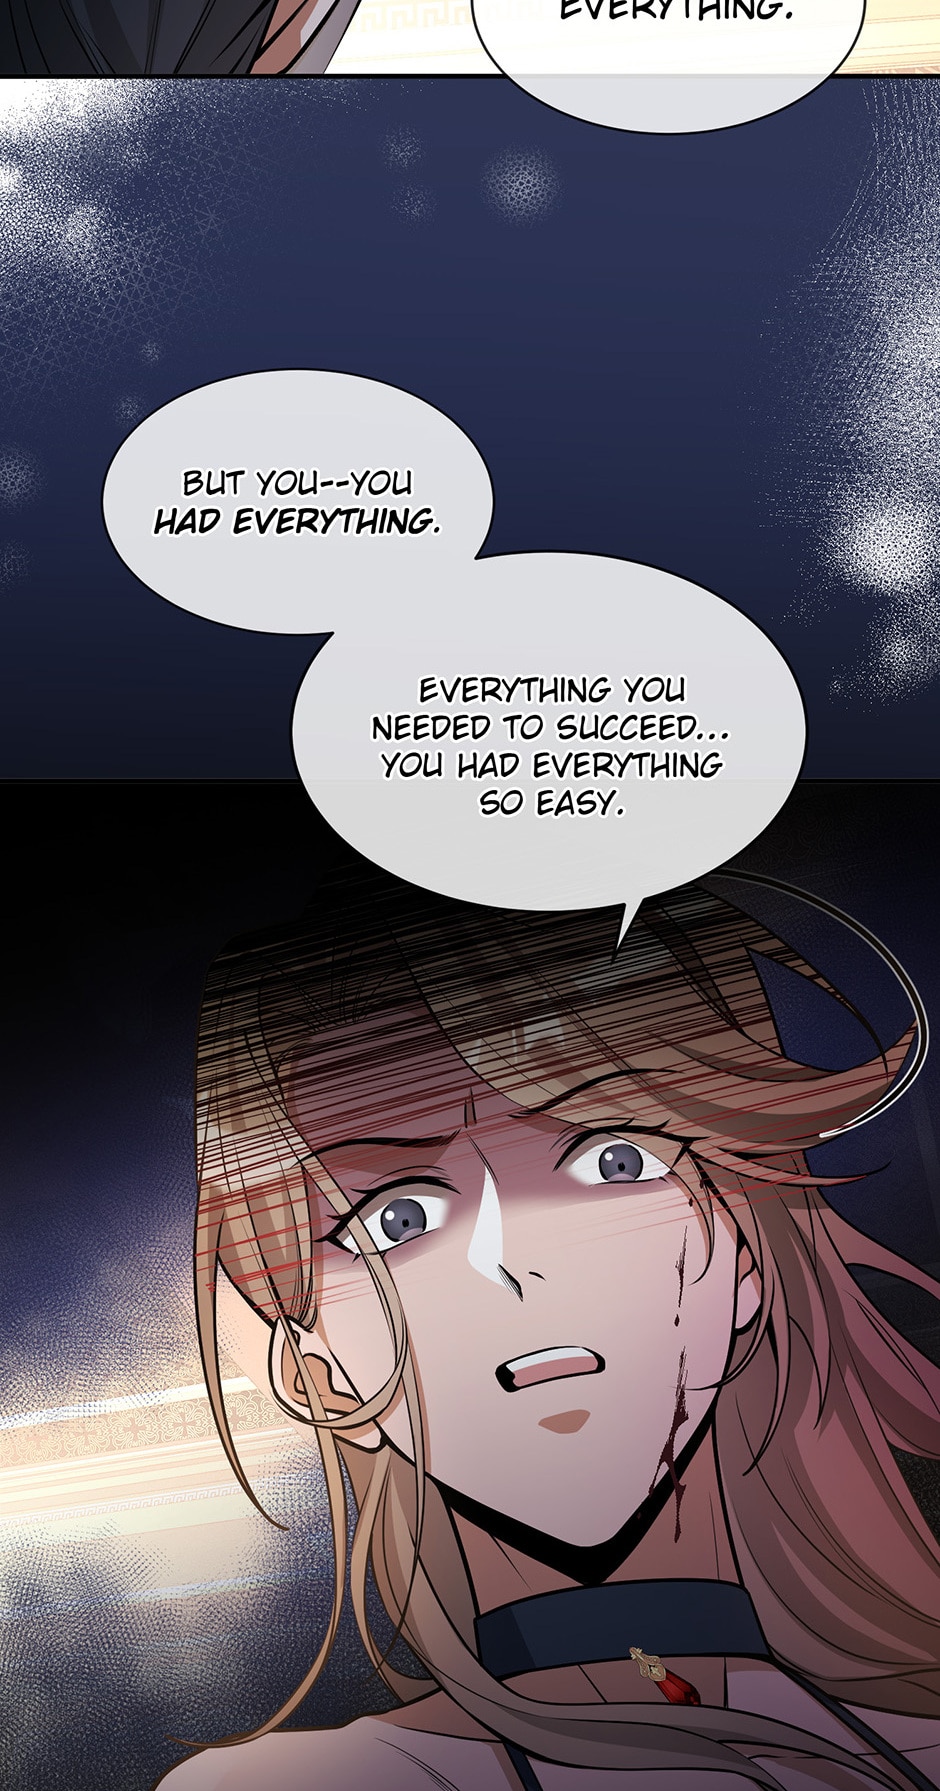 EVERYTHING.
BUT YOU--YOU
HAD EVERYTHING.
EVERYTHING YOU
NEEDED TO SUCCEED...
YOU HAD EVERYTHING
SO EASY.